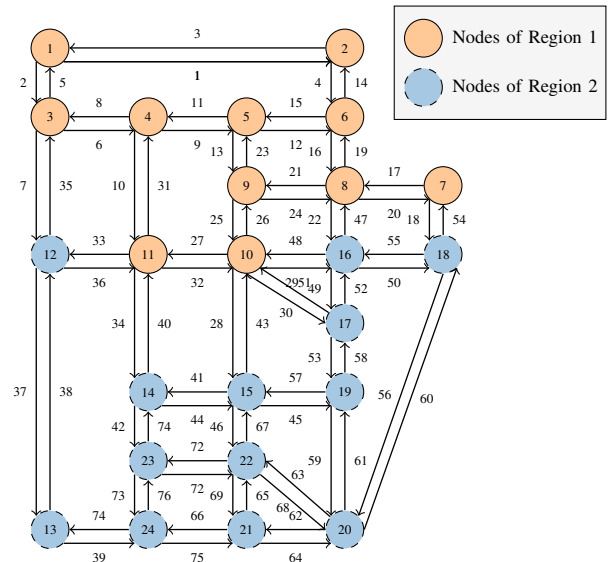 3
1 2
Nodes of Region 1
2 5 1 4 14
Nodes of Region 2
8 11 15
3 4 5 6
6 9 12
13 23 16 19
21 17
7 35 10 31 9 8 7
24 20
25 26 22 47 18 54
33 27 48 55
12 11 10 16 18
36 32 29 51 49 50
30 52
17
34 40 28 43 53 58
41 57
37 38 14 15 19 56 60
44 45
42 74 46 67
72 63 59 61
23 22
72
73 76 69 65 68
74 66 62
13 24 21 20
39 75 64